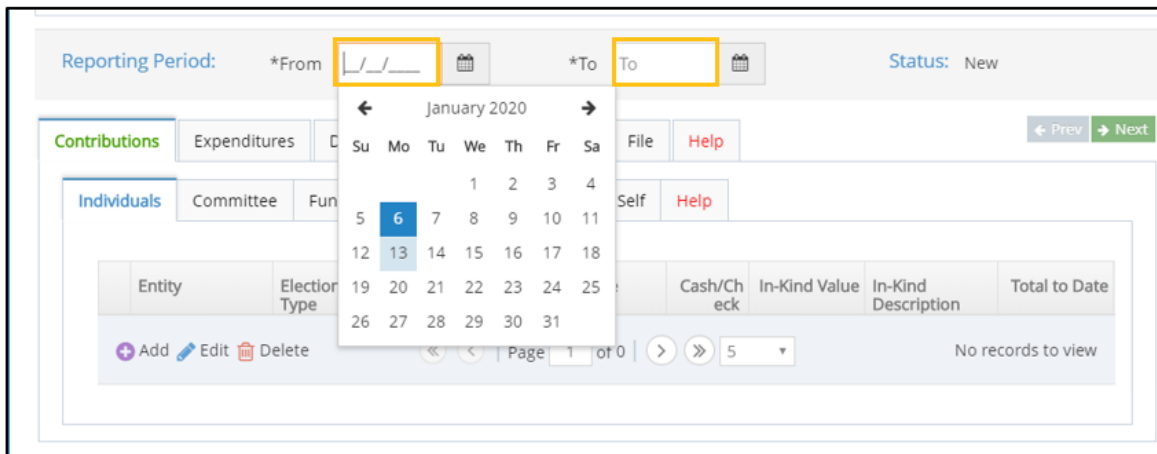 Reporting Period: *From __/__/____ *To To Status: New
January 2020
Contributions Expenditures File Help Prev Next
Su Mo Tu We Th Fr Sa
1 2 3 4
Individuals Committee Self Help
5 6 7 8 9 10 11
12 13 14 15 16 17 18
Entity Election Type Cash/Check In-Kind Value In-Kind Description Total to Date
19 20 21 22 23 24 25
26 27 28 29 30 31
Add Edit Delete Page 1 of 0 5 No records to view